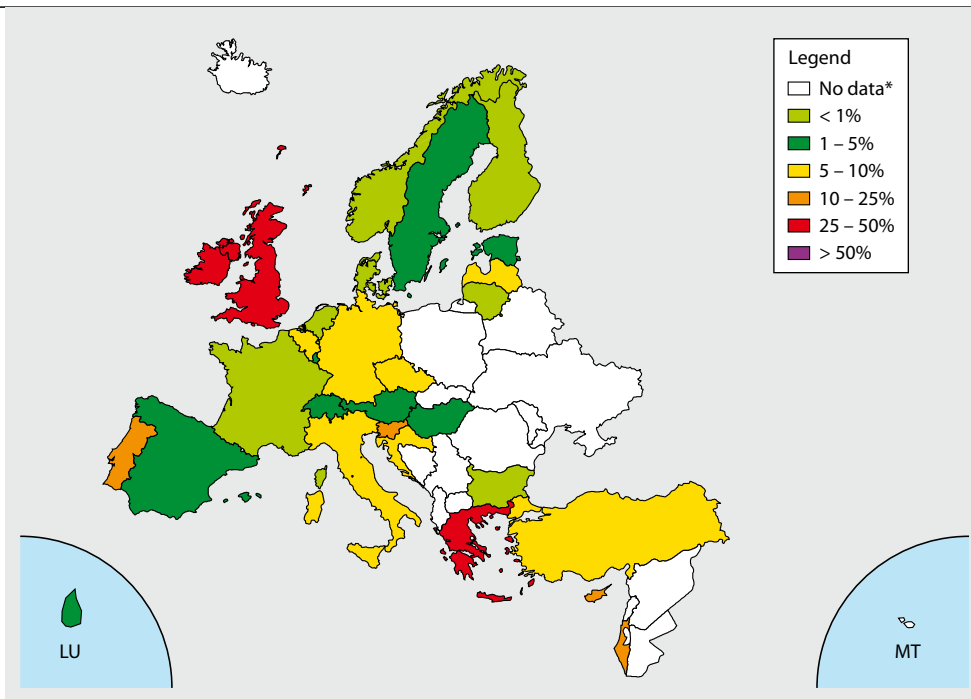 Legend
No data*
< 1%
1 – 5%
5 – 10%
10 – 25%
25 – 50%
> 50%
LU
MT